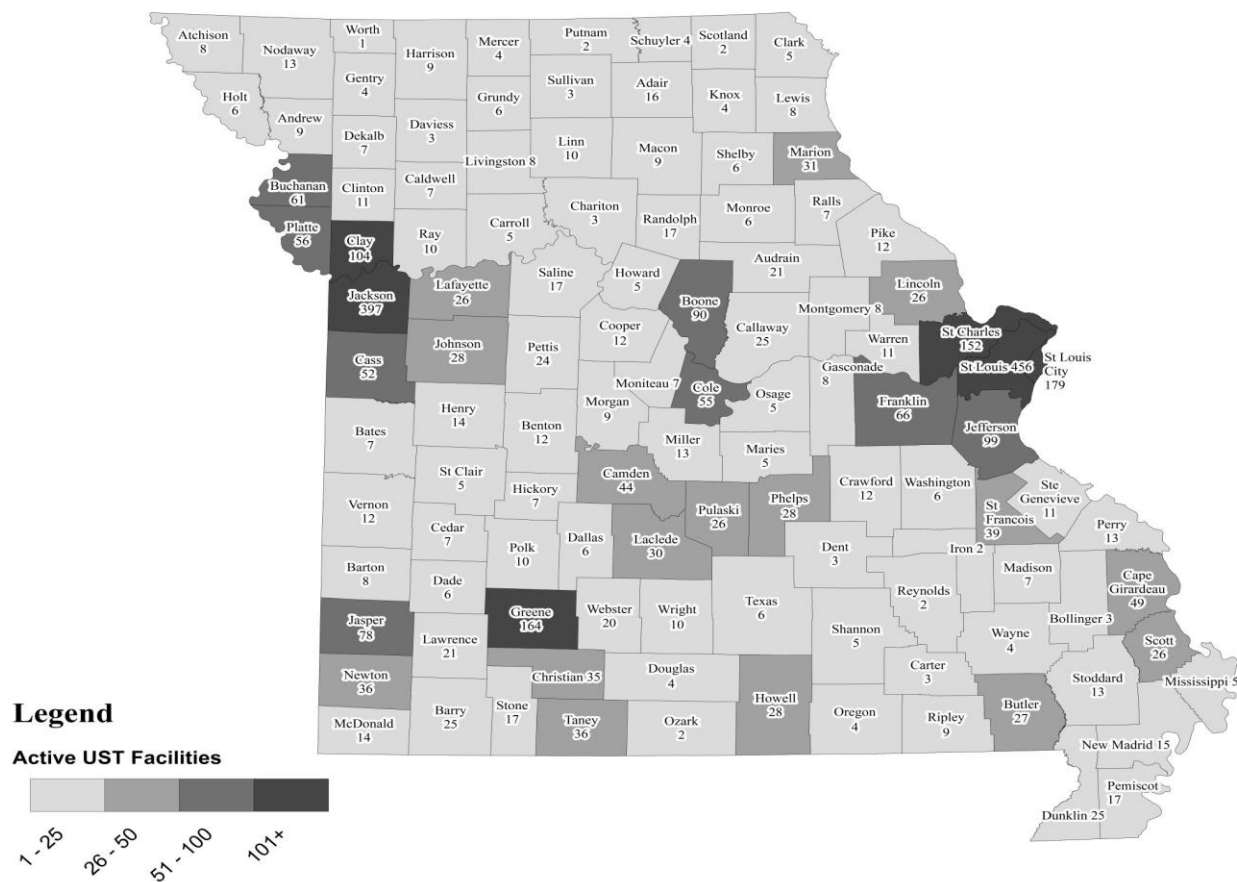 Atchison
8
Nodaway
13
Worth
1
Harrison
9
Mercer
4
Putnam
2
Schuyler 4
Scotland
2
Clark
5
Holt
6
Andrew
9
Gentry
4
Dekalb
7
Daviess
3
Grundy
6
Sullivan
3
Adair
16
Knox
4
Lewis
8
Livingston 8
Linn
10
Macon
9
Shelby
6
Marion
31
Buchanan
61
Clinton
11
Caldwell
7
Chariton
3
Randolph
17
Monroe
6
Ralls
7
Platte
56
Clay
104
Ray
10
Carroll
5
Pike
12
Jackson
397
Lafayette
26
Saline
17
Howard
5
Boone
90
Audrain
21
Montgomery 8
Lincoln
26
Cass
52
Johnson
28
Pettis
24
Cooper
12
Moniteau 7
Callaway
25
Warren
11
St Charles
152
St Louis 456
St Louis
City
179
Cole
55
Osage
5
Gasconade
8
Franklin
66
Jefferson
99
Bates
7
Henry
14
Benton
12
Morgan
9
Miller
13
Maries
5
Vernon
12
St Clair
5
Hickory
7
Camden
44
Pulaski
26
Phelps
28
Crawford
12
Washington
6
St
Francois
39
Ste
Genevieve
11
Perry
13
Cedar
7
Polk
10
Dallas
6
Laclede
30
Dent
3
Iron 2
Madison
7
Bollinger 3
Cape
Girardeau
49
Barton
8
Dade
6
Greene
164
Webster
20
Wright
10
Texas
6
Reynolds
2
Wayne
4
Scott
26
Jasper
78
Lawrence
21
Shannon
5
Carter
3
Stoddard
13
Mississippi 5
Newton
36
Christian 35
Douglas
4
Howell
28
Butler
27
McDonald
14
Barry
25
Stone
17
Taney
36
Ozark
2
Oregon
4
Ripley
9
New Madrid 15
Pemiscot
17
Dunklin 25
Legend
Active UST Facilities
1 - 25
26 - 50
51 - 100
101+